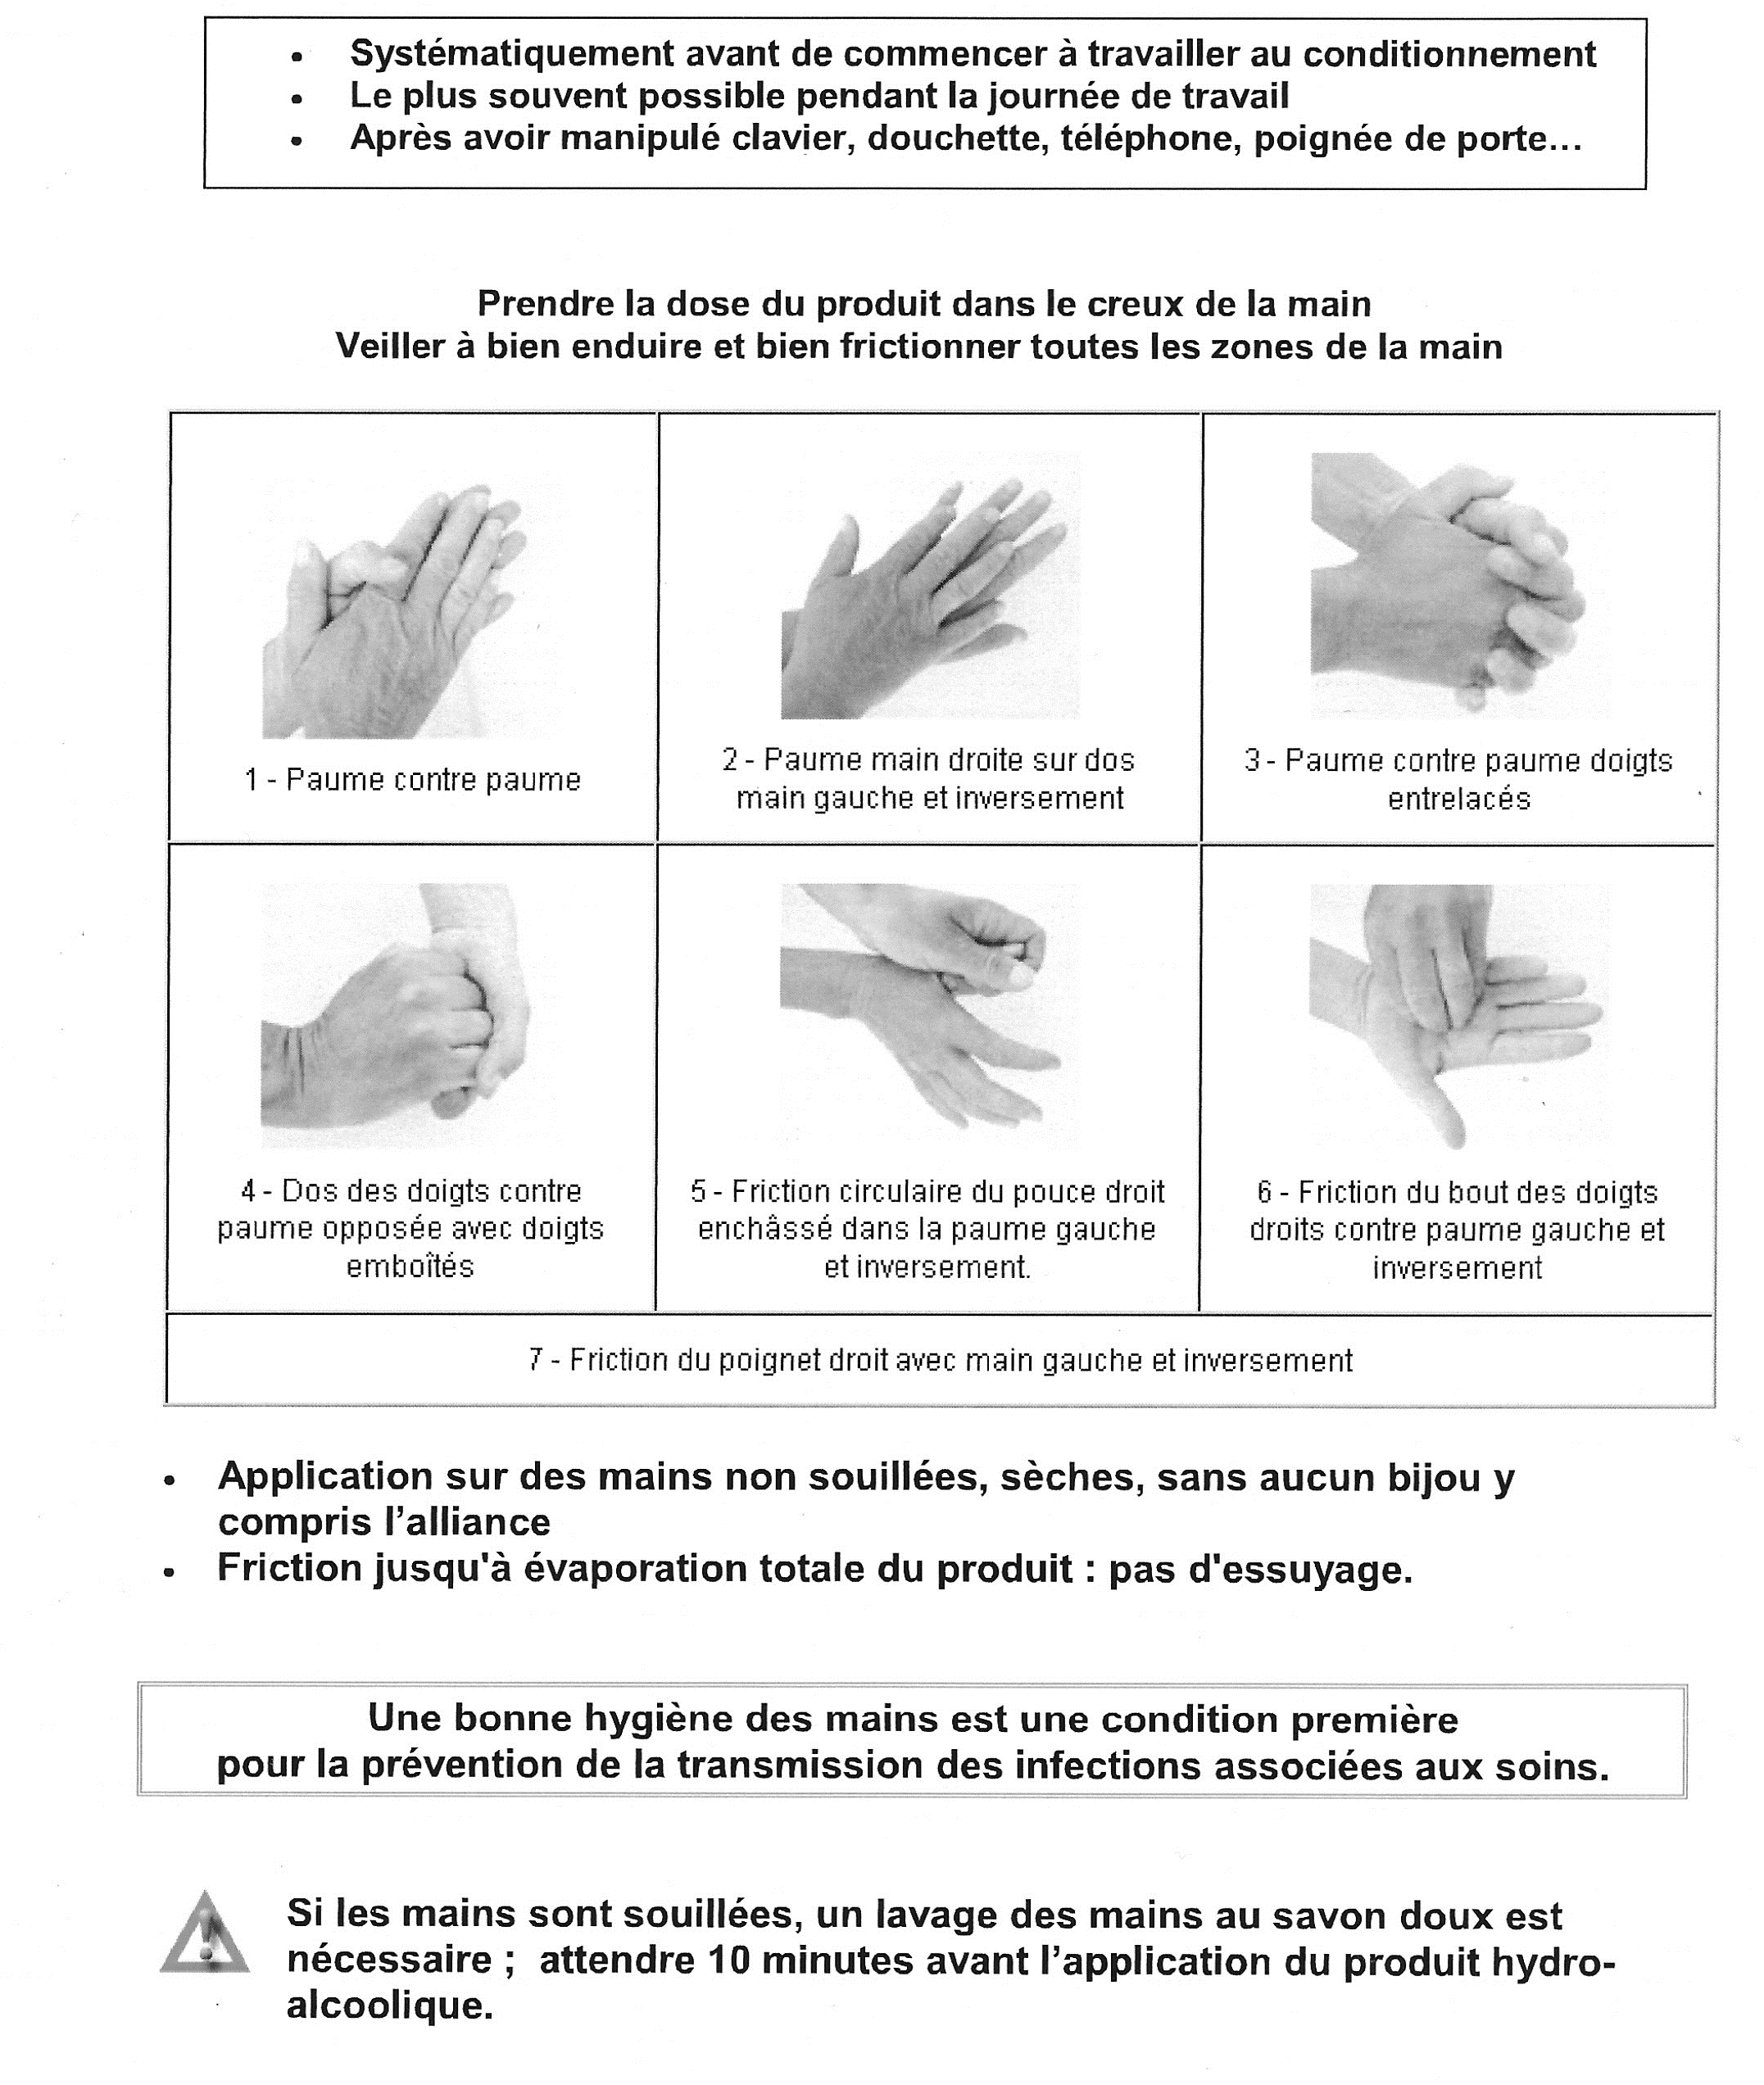 • Systématiquement avant de commencer à travailler au conditionnement
• Le plus souvent possible pendant la journée de travail
• Après avoir manipulé clavier, douchette, téléphone, poignée de porte...
Prendre la dose du produit dans le creux de la main
Veiller à bien enduire et bien frictionner toutes les zones de la main
1 - Paume contre paume
2 - Paume main droite sur dos
main gauche et inversement
3 - Paume contre paume doigts
entrelacés
4 - Dos des doigts contre
paume opposée avec doigts
emboîtés
5 - Friction circulaire du pouce droit
enchâssé dans la paume gauche
et inversement.
6 - Friction du bout des doigts
droits contre paume gauche et
inversement
7 - Friction du poignet droit avec main gauche et inversement
• Application sur des mains non souillées, sèches, sans aucun bijou y
compris l’alliance
• Friction jusqu'à évaporation totale du produit : pas d'essuyage.
Une bonne hygiène des mains est une condition première
pour la prévention de la transmission des infections associées aux soins.
Si les mains sont souillées, un lavage des mains au savon doux est
nécessaire ; attendre 10 minutes avant l’application du produit hydro-
alcoolique.